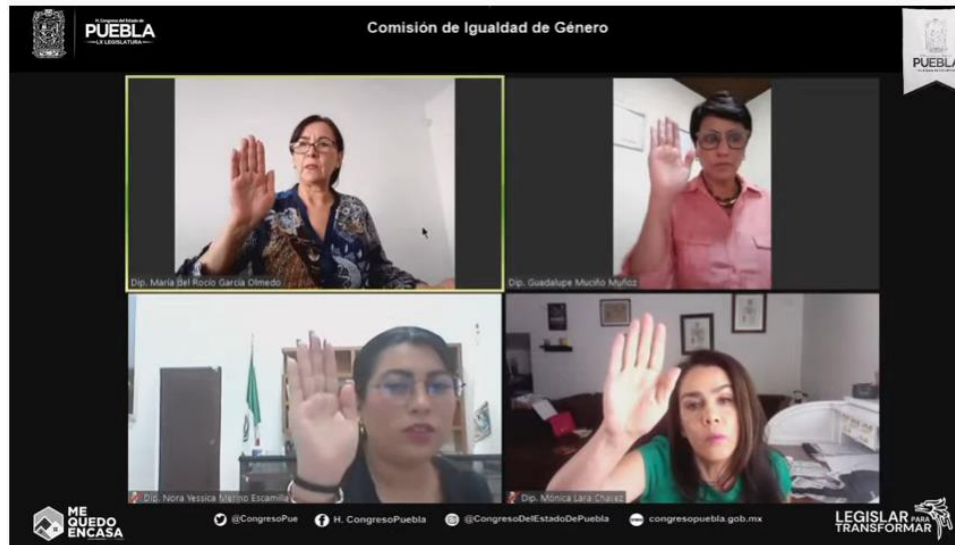 H. Congreso del Estado de
PUEBLA
LX LEGISLATURA
Comisión de Igualdad de Género
PUEBLA
Dip. María del Rocío García Olmedo
Dip. Guadalupe Muciño Muñoz
Dip. Nora Yessica Merino Escamilla
Dip. Mónica Lara Chávez
ME
QUEDO
ENCASA
@CongresoPue
H. CongresoPuebla
@CongresoDelEstadoDePuebla
congresopuebla.gob.mx
LEGISLAR PARA
TRANSFORMAR